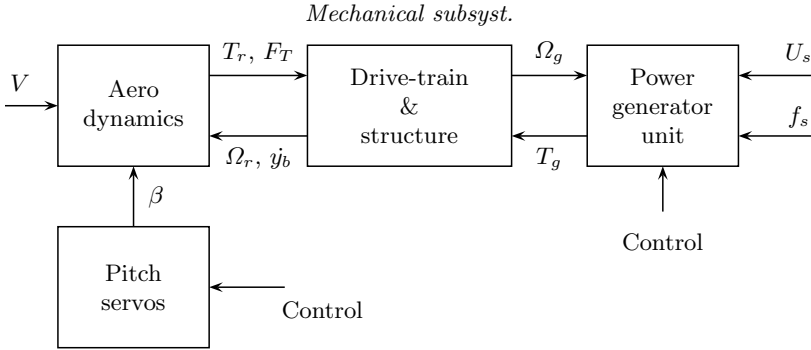 Mechanical subsyst.
V
Aero
dynamics
T_r, F_T
Ω_r, ẏ_b
Drive-train
&
structure
Ω_g
T_g
Power
generator
unit
U_s
f_s
β
Control
Pitch
servos
Control